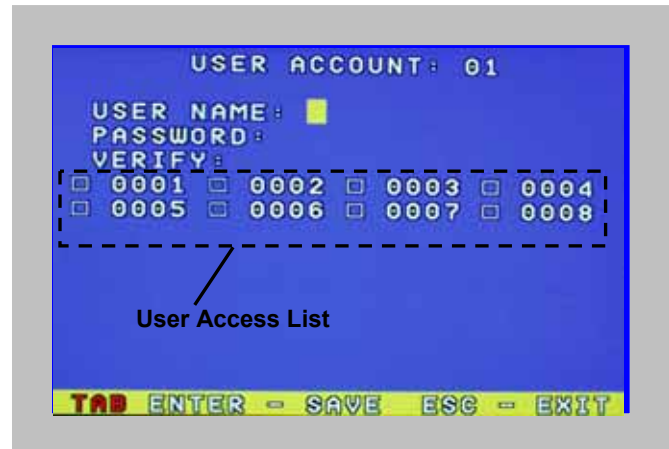 USER ACCOUNT: 01
USER NAME:
PASSWORD:
VERIFY:
0001 0002 0003 0004
0005 0006 0007 0008
User Access List
TAB ENTER - SAVE ESC - EXIT